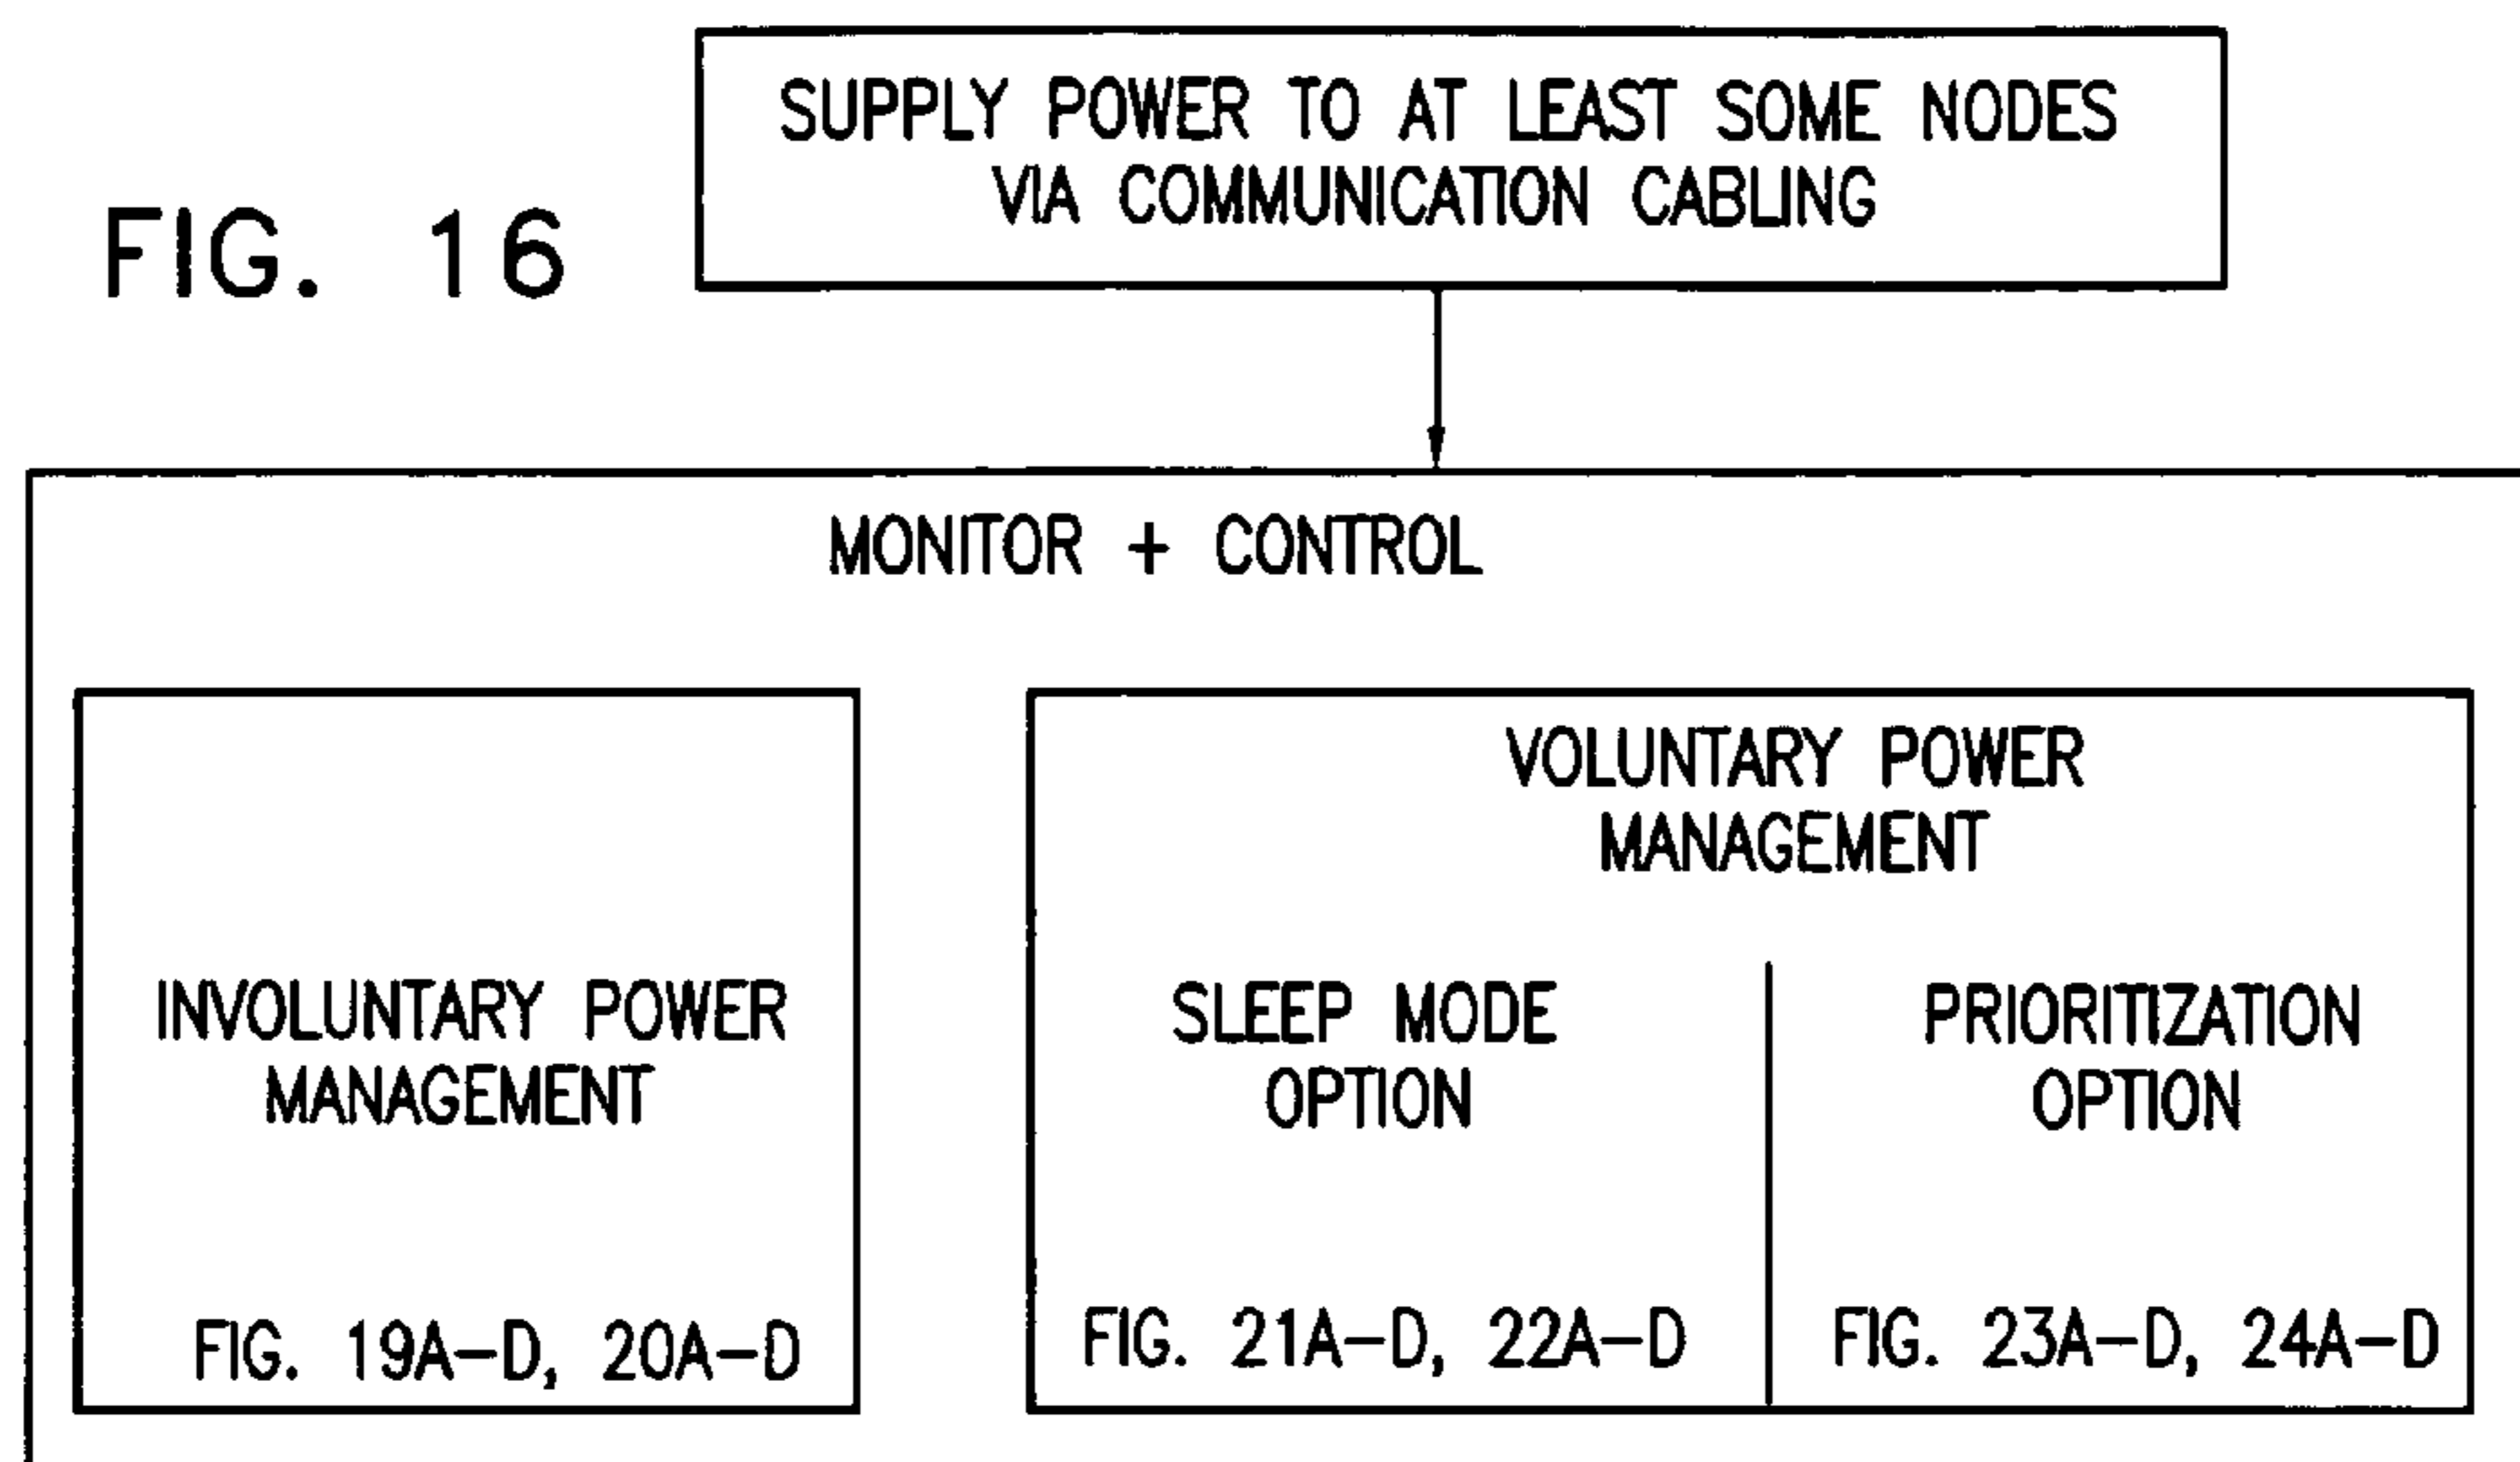 SUPPLY POWER TO AT LEAST SOME NODES
VIA COMMUNICATION CABLING
FIG. 16
MONITOR + CONTROL
INVOLUNTARY POWER
MANAGEMENT
FIG. 19A-D, 20A-D
VOLUNTARY POWER
MANAGEMENT
SLEEP MODE
OPTION
FIG. 21A-D, 22A-D
PRIORITIZATION
OPTION
FIG. 23A-D, 24A-D